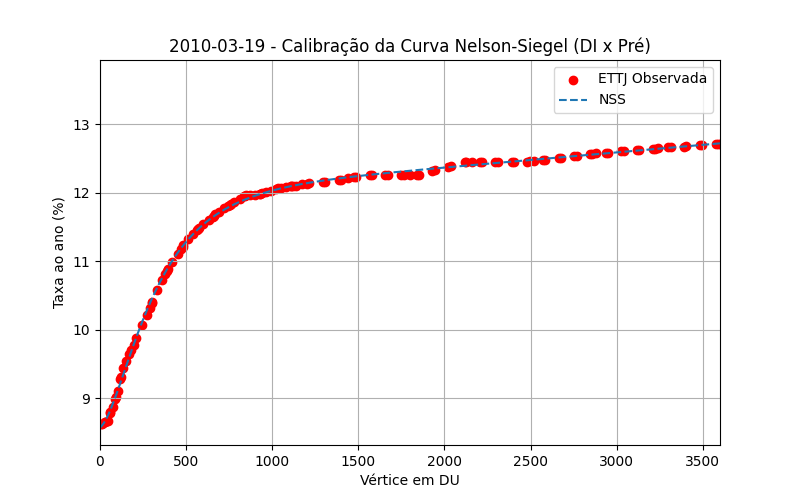 2010-03-19 - Calibração da Curva Nelson-Siegel (DI x Pré)
ETTJ Observada
NSS
Taxa ao ano (%)
13
12
11
10
9
0 500 1000 1500 2000 2500 3000 3500
Vértice em DU